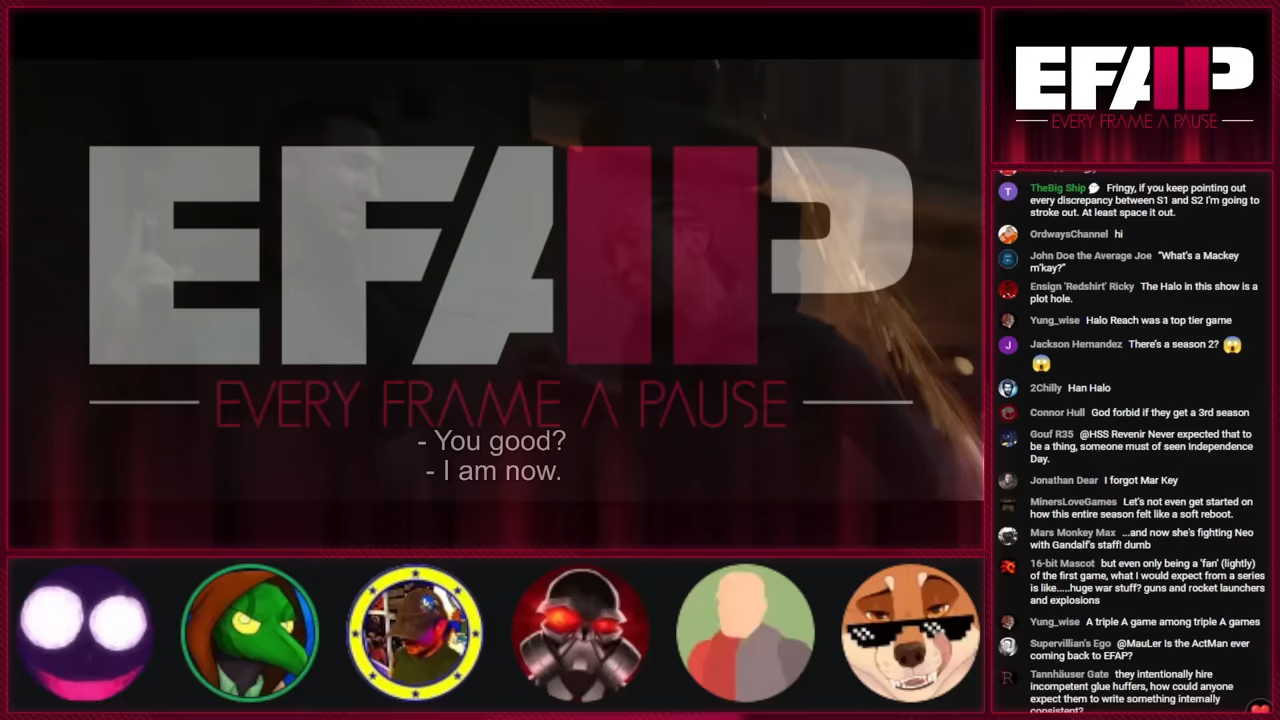 EFAP
EVERY FRAME A PAUSE
- You good?
- I am now.
EFAP
EVERY FRAME A PAUSE
T
TheBig Ship Fringy, if you keep pointing out
every discrepancy between S1 and S2 I'm going to
stroke out. At least space it out.
OrdwaysChannel hi
John Doe the Average Joe "What's a Mackey
m'kay?"
Ensign 'Redshirt' Ricky The Halo in this show is a
plot hole.
Yung_wise Halo Reach was a top tier game
J
Jackson Hernandez There's a season 2? 😱
😱
2Chilly Han Halo
Connor Hull God forbid if they get a 3rd season
Gouf R35 @HSS Revenir Never expected that to
be a thing, someone must of seen Independence
Day.
Jonathan Dear I forgot Mar Key
MinersLoveGames Let's not even get started on
how this entire season felt like a soft reboot.
Mars Monkey Max ...and now she's fighting Neo
with Gandalf's staff! dumb
16-bit Mascot but even only being a 'fan' (lightly)
of the first game, what I would expect from a series
is like.....huge war stuff? guns and rocket launchers
and explosions
Yung_wise A triple A game among triple A games
Supervillian's Ego @MauLer Is the ActMan ever
coming back to EFAP?
R
Tannhäuser Gate they intentionally hire
incompetent glue huffers, how could anyone
expect them to write something internally
consistent?